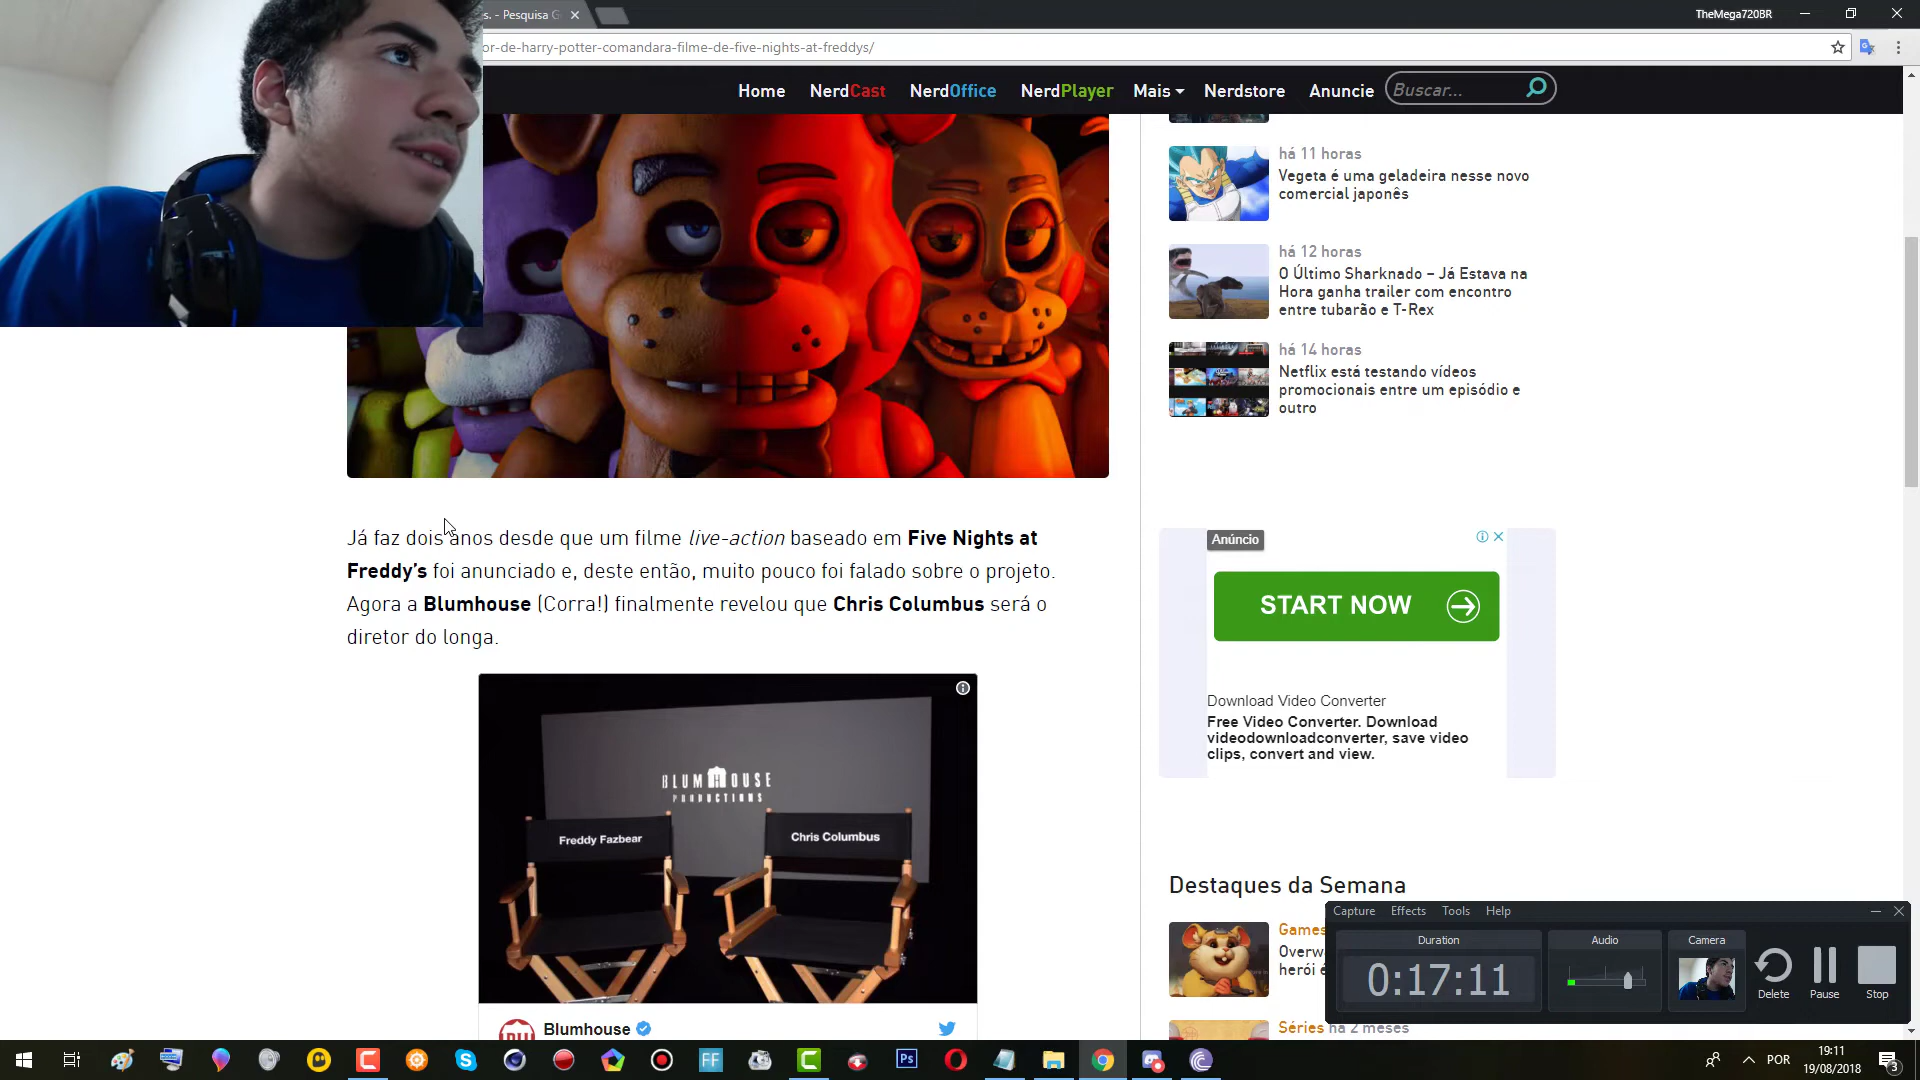 s. - Pesquisa G
TheMega720BR
or-de-harry-potter-comandara-filme-de-five-nights-at-freddys/
Home NerdCast NerdOffice NerdPlayer Mais Nerdstore Anuncie Buscar...
há 11 horas
Vegeta é uma geladeira nesse novo
comercial japonês
há 12 horas
O Último Sharknado – Já Estava na
Hora ganha trailer com encontro
entre tubarão e T-Rex
há 14 horas
Netflix está testando vídeos
promocionais entre um episódio e
outro
Já faz dois anos desde que um filme live-action baseado em Five Nights at
Freddy’s foi anunciado e, deste então, muito pouco foi falado sobre o projeto.
Agora a Blumhouse (Corra!) finalmente revelou que Chris Columbus será o
diretor do longa.
BLUMHOUSE
PRODUCTIONS
Freddy Fazbear
Chris Columbus
Blumhouse
Anúncio
START NOW
Download Video Converter
Free Video Converter. Download
videodownloadconverter, save video
clips, convert and view.
Destaques da Semana
Games
Overw
herói é
Séries há 2 meses
Capture Effects Tools Help
Duration Audio Camera
0:17:11
Delete Pause Stop
FF
Ps
POR
19:11
19/08/2018
3